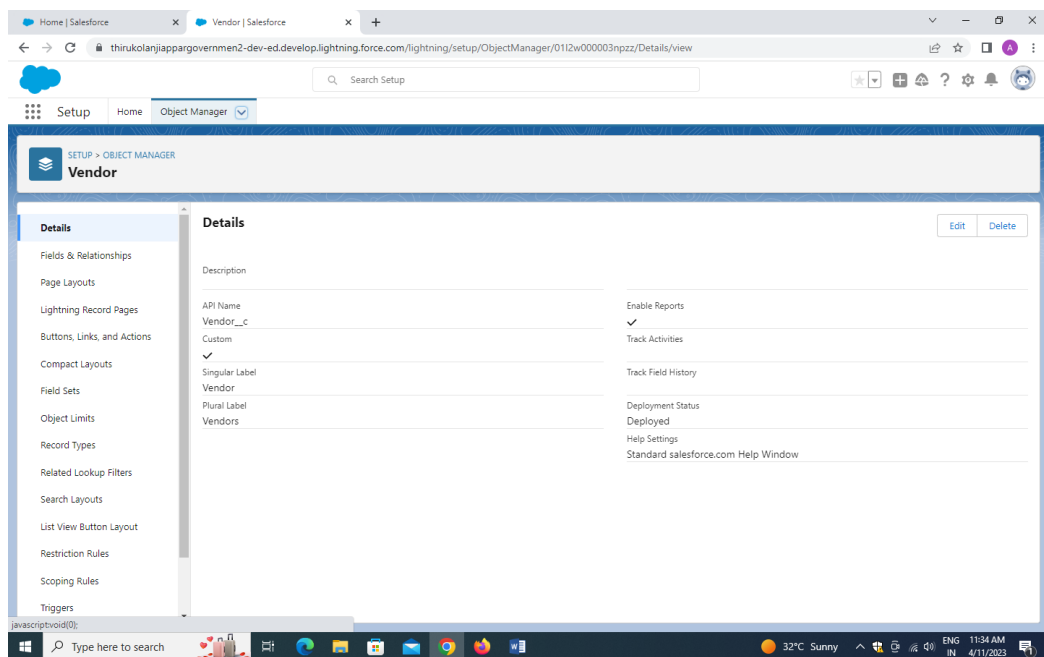 Home | Salesforce
Vendor | Salesforce
thirukolanjiappargovernmen2-dev-ed.develop.lightning.force.com/lightning/setup/ObjectManager/01I2w000003npzz/Details/view
A
Search Setup
Setup
Home
Object Manager
SETUP > OBJECT MANAGER
Vendor
Details
Fields & Relationships
Page Layouts
Lightning Record Pages
Buttons, Links, and Actions
Compact Layouts
Field Sets
Object Limits
Record Types
Related Lookup Filters
Search Layouts
List View Button Layout
Restriction Rules
Scoping Rules
Triggers
Details
Edit
Delete
Description
API Name
Vendor__c
Custom
Singular Label
Vendor
Plural Label
Vendors
Enable Reports
Track Activities
Track Field History
Deployment Status
Deployed
Help Settings
Standard salesforce.com Help Window
javascript:void(0);
Type here to search
32°C Sunny
ENG
IN
11:34 AM
4/11/2023